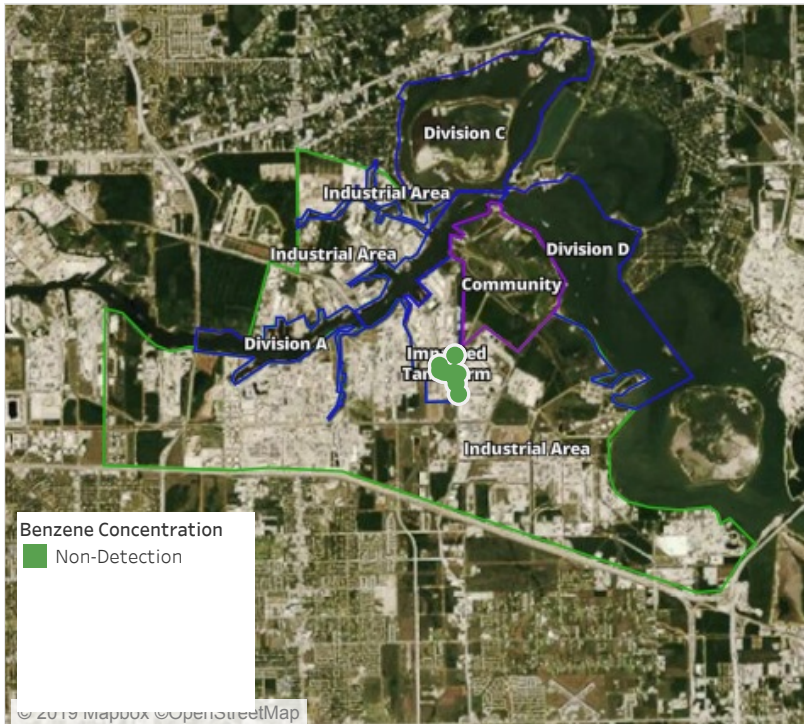 Division C
Industrial Area
Division D
Industrial Area
Community
Division A
Industrial Area
Benzene Concentration
Non-Detection
© 2019 Mapbox ©OpenStreetMap